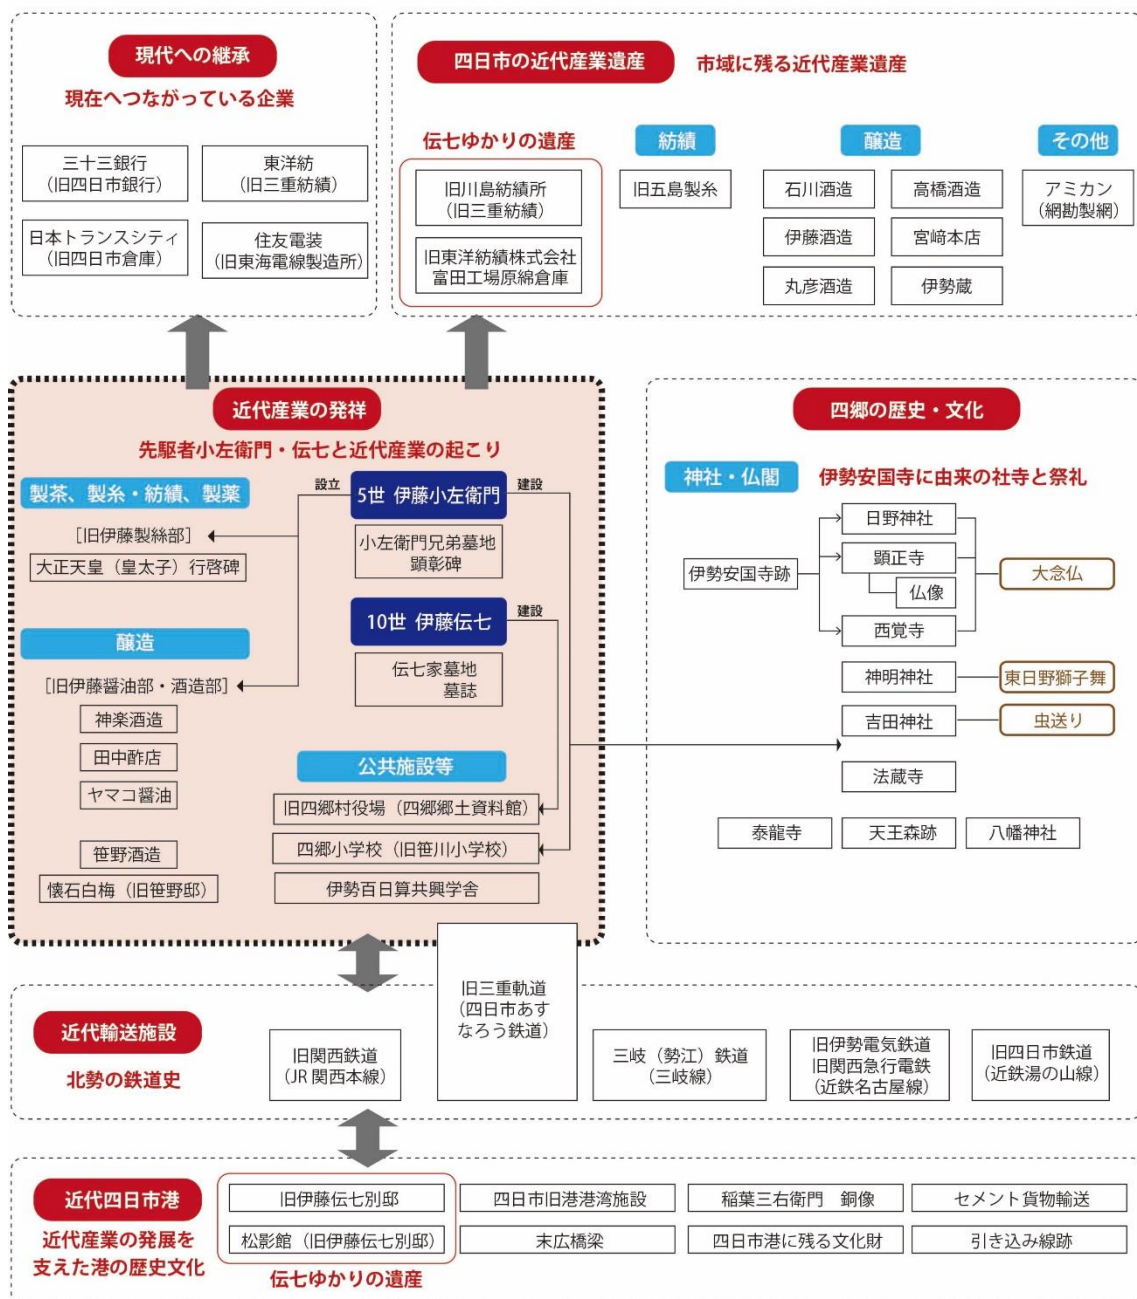 現代への継承
現在へつながっている企業
三十三銀行
(旧四日市銀行)
東洋紡
(旧三重紡績)
日本トランスシティ
(旧四日市倉庫)
住友電装
(旧東海電線製造所)
四日市の近代産業遺産
市域に残る近代産業遺産
伝七ゆかりの遺産
旧川島紡績所
(旧三重紡績)
旧東洋紡績株式会社
富田工場原綿倉庫
紡績
旧五島製糸
醸造
石川酒造
高橋酒造
伊藤酒造
宮﨑本店
丸彦酒造
伊勢蔵
その他
アミカン
(網勘製網)
近代産業の発祥
先駆者小左衛門・伝七と近代産業の起こり
製茶、製糸・紡績、製薬
[旧伊藤製絲部]
大正天皇(皇太子)行啓碑
醸造
[旧伊藤醤油部・酒造部]
神楽酒造
田中酢店
ヤマコ醤油
笹野酒造
懐石白梅(旧笹野邸)
設立
5世 伊藤小左衛門
建設
小左衛門兄弟墓地
顕彰碑
10世 伊藤伝七
建設
伝七家墓地
墓誌
公共施設等
旧四郷村役場(四郷郷土資料館)
四郷小学校(旧笹川小学校)
伊勢百日算共興学舎
四郷の歴史・文化
神社・仏閣
伊勢安国寺に由来の社寺と祭礼
伊勢安国寺跡
日野神社
顕正寺
仏像
西覚寺
大念仏
神明神社
東日野獅子舞
吉田神社
虫送り
法蔵寺
泰龍寺
天王森跡
八幡神社
近代輸送施設
北勢の鉄道史
旧関西鉄道
(JR関西本線)
旧三重軌道
(四日市あす
なろう鉄道)
三岐(勢江)鉄道
(三岐線)
旧伊勢電気鉄道
旧関西急行電鉄
(近鉄名古屋線)
旧四日市鉄道
(近鉄湯の山線)
近代四日市港
近代産業の発展を
支えた港の歴史文化
旧伊藤伝七別邸
松影館(旧伊藤伝七別邸)
伝七ゆかりの遺産
四日市旧港港湾施設
稲葉三右衛門 銅像
セメント貨物輸送
末広橋梁
四日市港に残る文化財
引き込み線跡